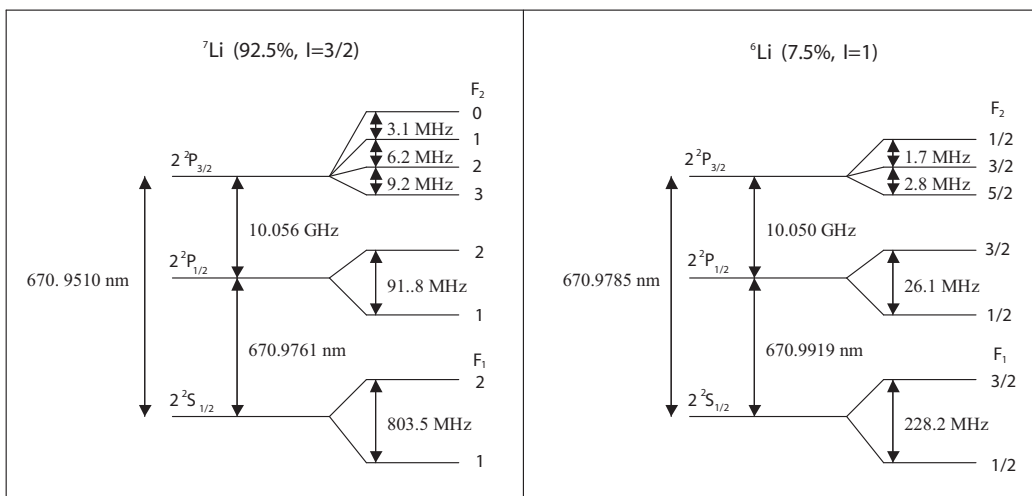 ⁷Li (92.5%, I=3/2)
F₂
0
3.1 MHz
1
6.2 MHz
2 ²P₃/₂
2
9.2 MHz
3
10.056 GHz
2
670. 9510 nm
2 ²P₁/₂
91..8 MHz
1
670.9761 nm
F₁
2
2 ²S₁/₂
803.5 MHz
1
⁶Li (7.5%, I=1)
F₂
1/2
1.7 MHz
2 ²P₃/₂
3/2
2.8 MHz
5/2
10.050 GHz
3/2
670.9785 nm
2 ²P₁/₂
26.1 MHz
1/2
670.9919 nm
F₁
3/2
2 ²S₁/₂
228.2 MHz
1/2